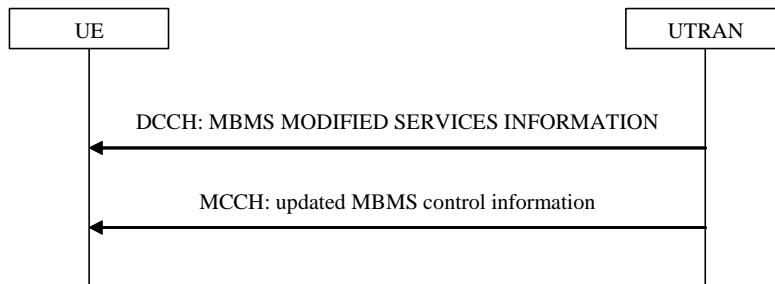 UE
UTRAN
DCCH: MBMS MODIFIED SERVICES INFORMATION
MCCH: updated MBMS control information